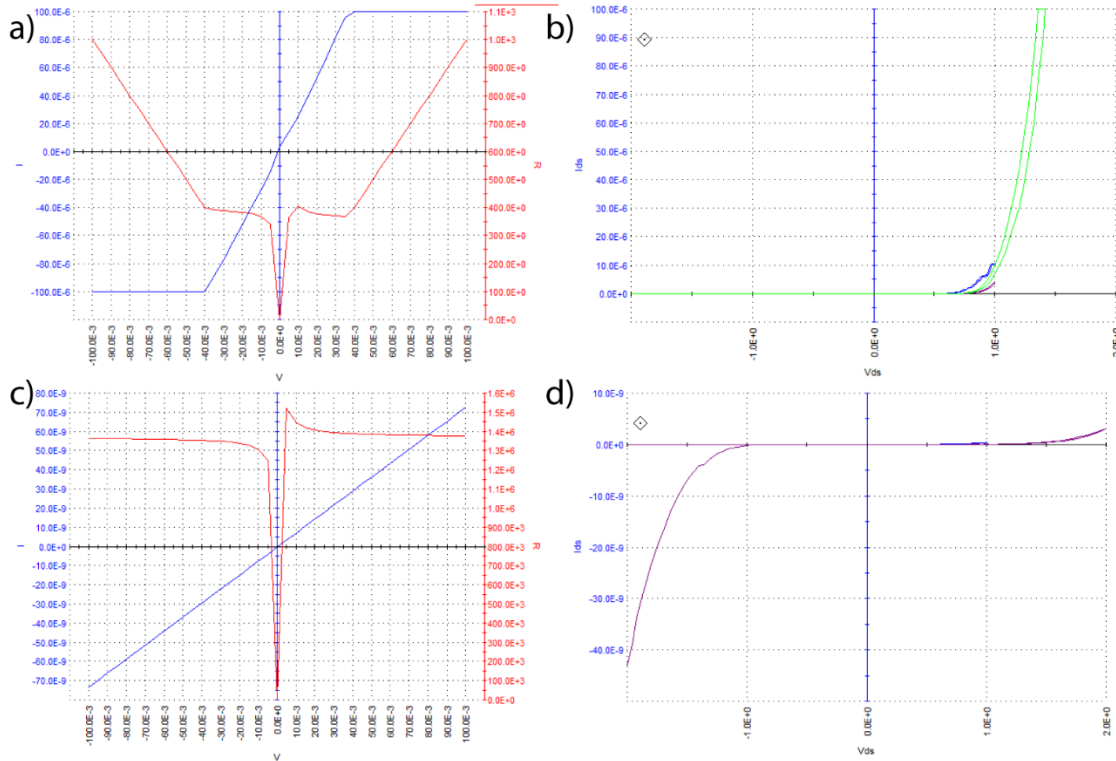 a)
100.0E-6
80.0E-6
60.0E-6
40.0E-6
20.0E-6
0.0E+0
-20.0E-6
-40.0E-6
-60.0E-6
-80.0E-6
-100.0E-6
I
1.1E+3
1.0E+3
900.0E+0
800.0E+0
700.0E+0
600.0E+0
500.0E+0
400.0E+0
300.0E+0
200.0E+0
100.0E+0
0.0E+0
R
-100.0E-3
-90.0E-3
-80.0E-3
-70.0E-3
-60.0E-3
-50.0E-3
-40.0E-3
-30.0E-3
-20.0E-3
-10.0E-3
0.0E+0
10.0E-3
20.0E-3
30.0E-3
40.0E-3
50.0E-3
60.0E-3
70.0E-3
80.0E-3
90.0E-3
100.0E-3
V
b)
100.0E-6
90.0E-6
80.0E-6
70.0E-6
60.0E-6
50.0E-6
40.0E-6
30.0E-6
20.0E-6
10.0E-6
0.0E+0
Ids
-1.0E+0
0.0E+0
1.0E+0
2.0E+0
Vds
c)
80.0E-9
70.0E-9
60.0E-9
50.0E-9
40.0E-9
30.0E-9
20.0E-9
10.0E-9
0.0E+0
-10.0E-9
-20.0E-9
-30.0E-9
-40.0E-9
-50.0E-9
-60.0E-9
-70.0E-9
I
1.6E+6
1.5E+6
1.4E+6
1.3E+6
1.2E+6
1.1E+6
1.0E+6
900.0E+3
800.0E+3
700.0E+3
600.0E+3
500.0E+3
400.0E+3
300.0E+3
200.0E+3
100.0E+3
0.0E+0
R
-100.0E-3
-90.0E-3
-80.0E-3
-70.0E-3
-60.0E-3
-50.0E-3
-40.0E-3
-30.0E-3
-20.0E-3
-10.0E-3
0.0E+0
10.0E-3
20.0E-3
30.0E-3
40.0E-3
50.0E-3
60.0E-3
70.0E-3
80.0E-3
90.0E-3
100.0E-3
V
d)
10.0E-9
0.0E+0
-10.0E-9
-20.0E-9
-30.0E-9
-40.0E-9
Ids
-1.0E+0
0.0E+0
1.0E+0
2.0E+0
Vds